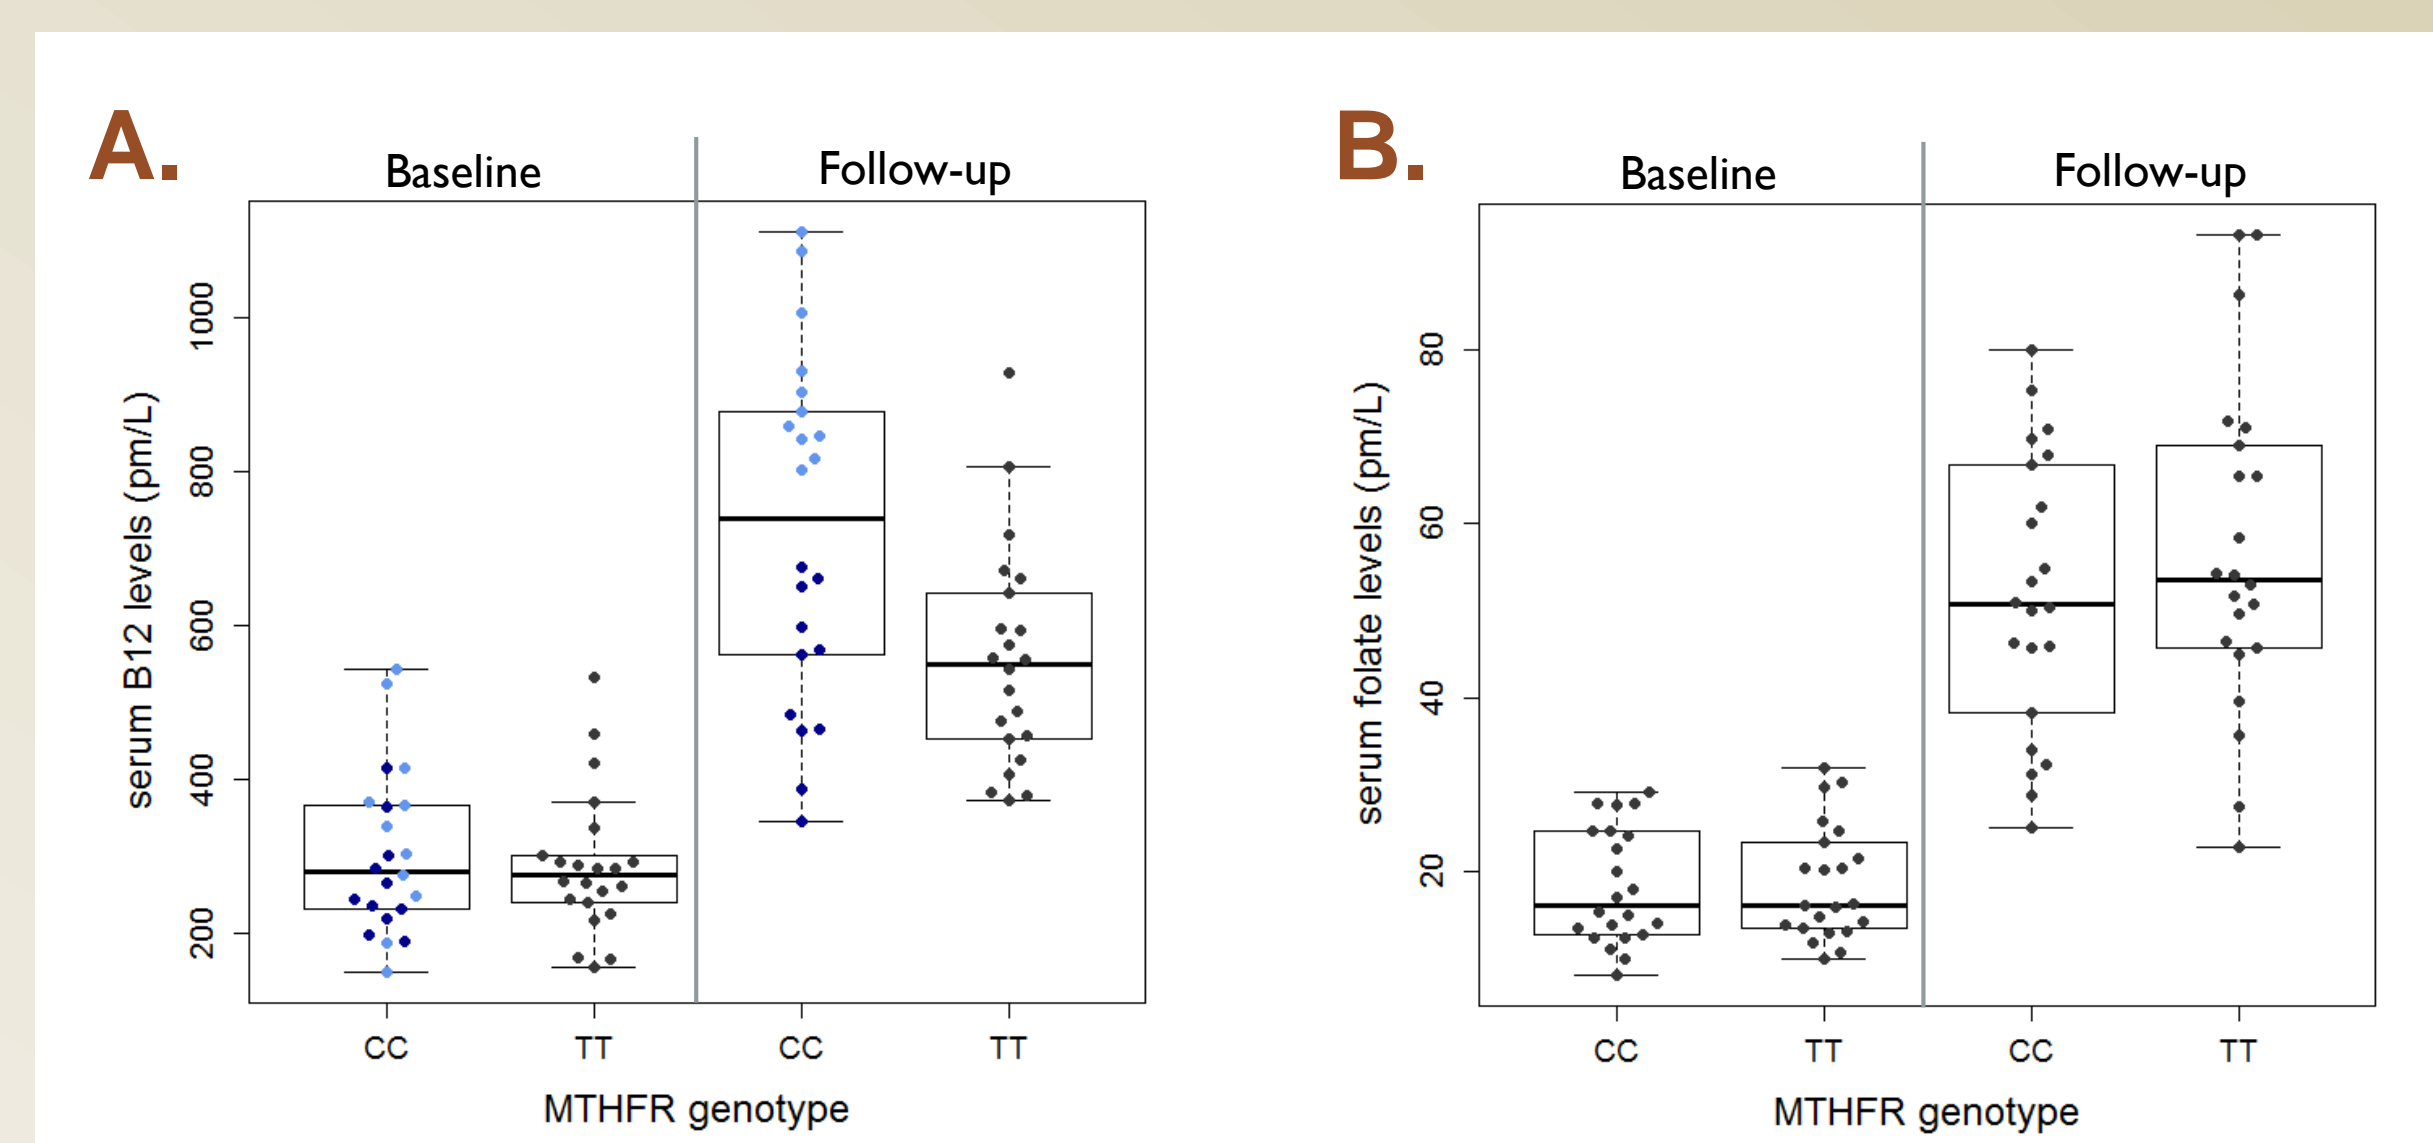 A.
Baseline
Follow-up
serum B12 levels (pm/L)
1000
800
600
400
200
CC
TT
CC
TT
MTHFR genotype
B.
Baseline
Follow-up
serum folate levels (pm/L)
80
60
40
20
CC
TT
CC
TT
MTHFR genotype